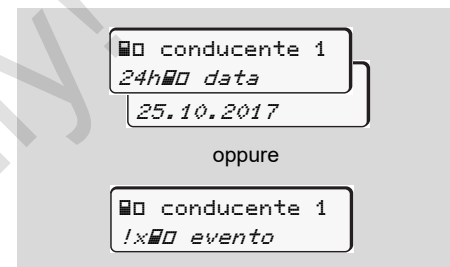 conducente 1
24h data
25.10.2017
oppure
conducente 1
!x evento